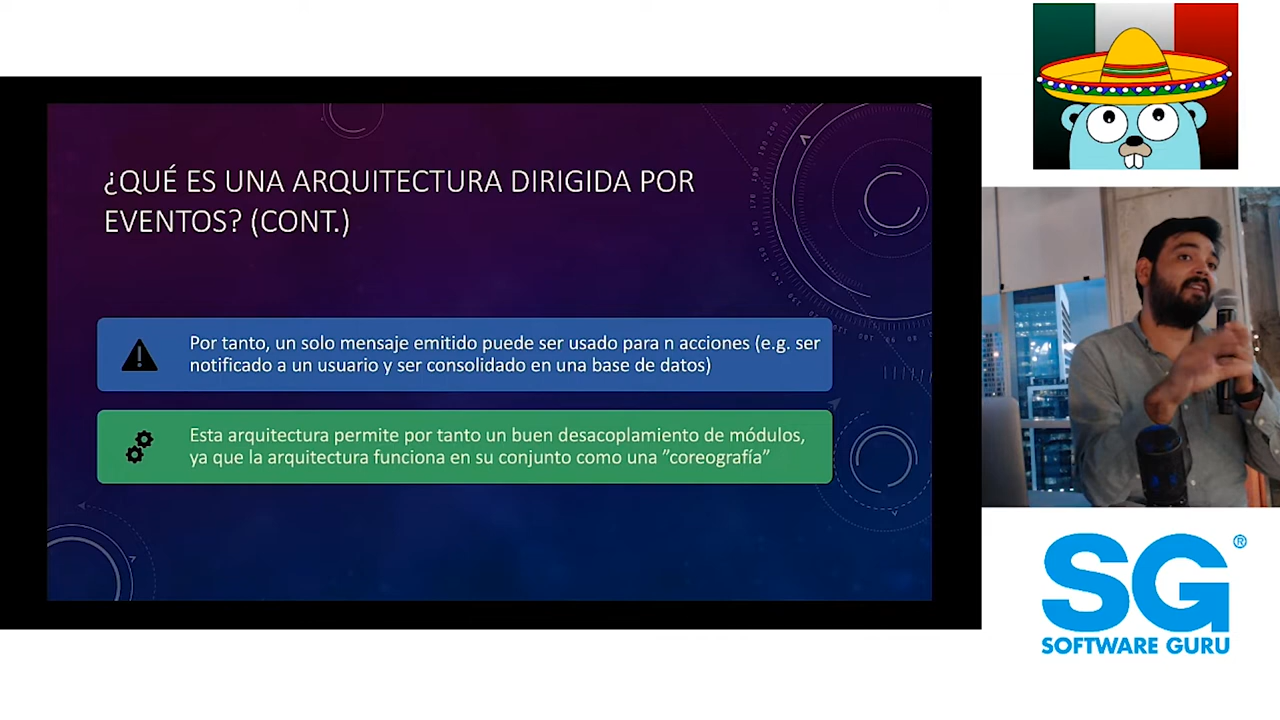 ¿QUÉ ES UNA ARQUITECTURA DIRIGIDA POR
EVENTOS? (CONT.)
Por tanto, un solo mensaje emitido puede ser usado para n acciones (e.g. ser
notificado a un usuario y ser consolidado en una base de datos)
Esta arquitectura permite por tanto un buen desacoplamiento de módulos,
ya que la arquitectura funciona en su conjunto como una ”coreografía”
SG®
SOFTWARE GURU